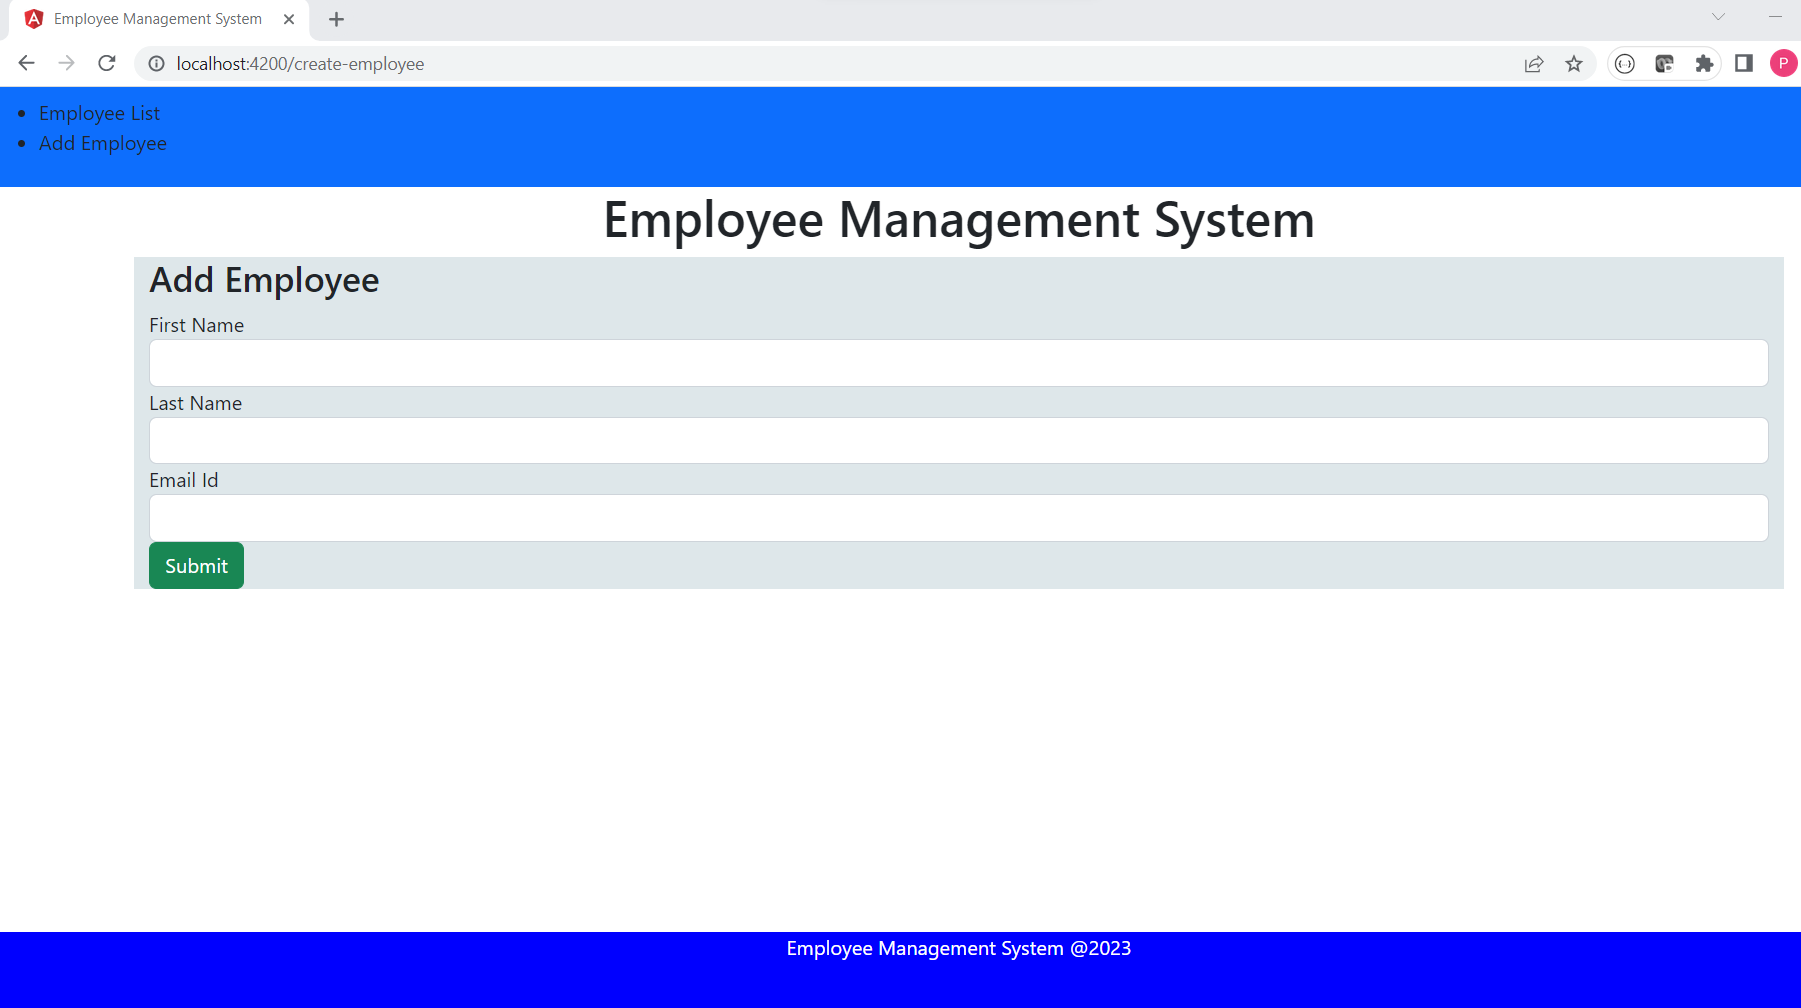 Employee Management System
localhost:4200/create-employee
P
Employee List
Add Employee
Employee Management System
Add Employee
First Name
Last Name
Email Id
Submit
Employee Management System @2023